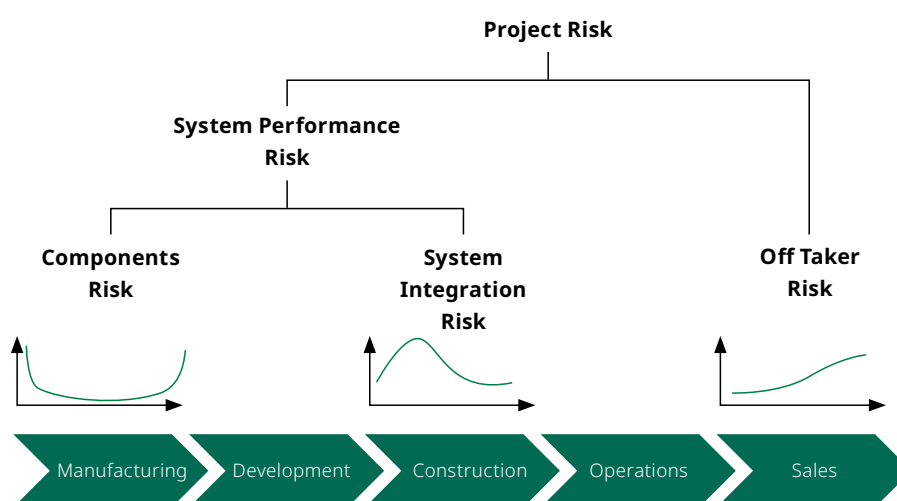 Project Risk
System Performance
Risk
Components
Risk
System
Integration
Risk
Off Taker
Risk
Manufacturing
Development
Construction
Operations
Sales